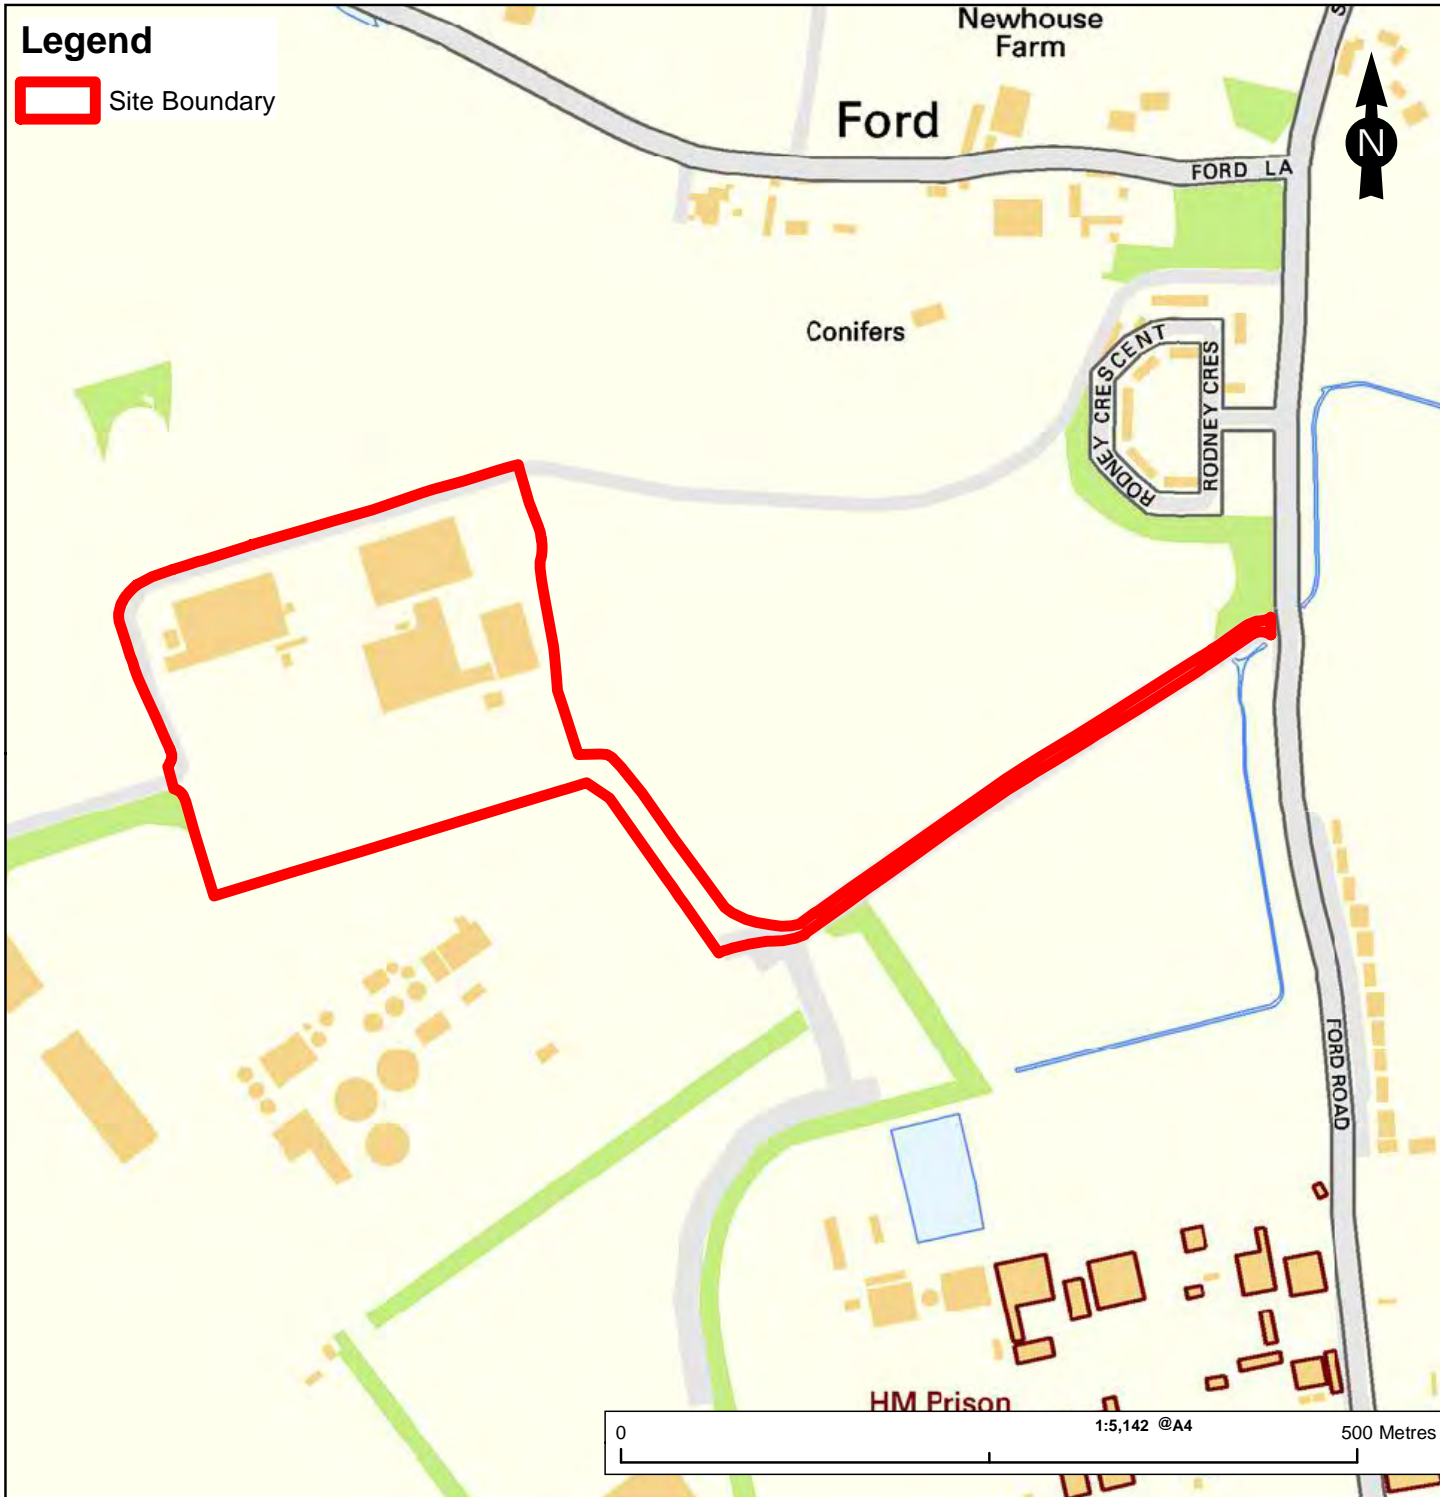 Legend
Site Boundary
Newhouse
Farm
Ford
N
FORD LA
Conifers
RODNEY CRESCENT
RODNEY CRES
FORD ROAD
HM Prison
0
1:5,142 @A4
500 Metres